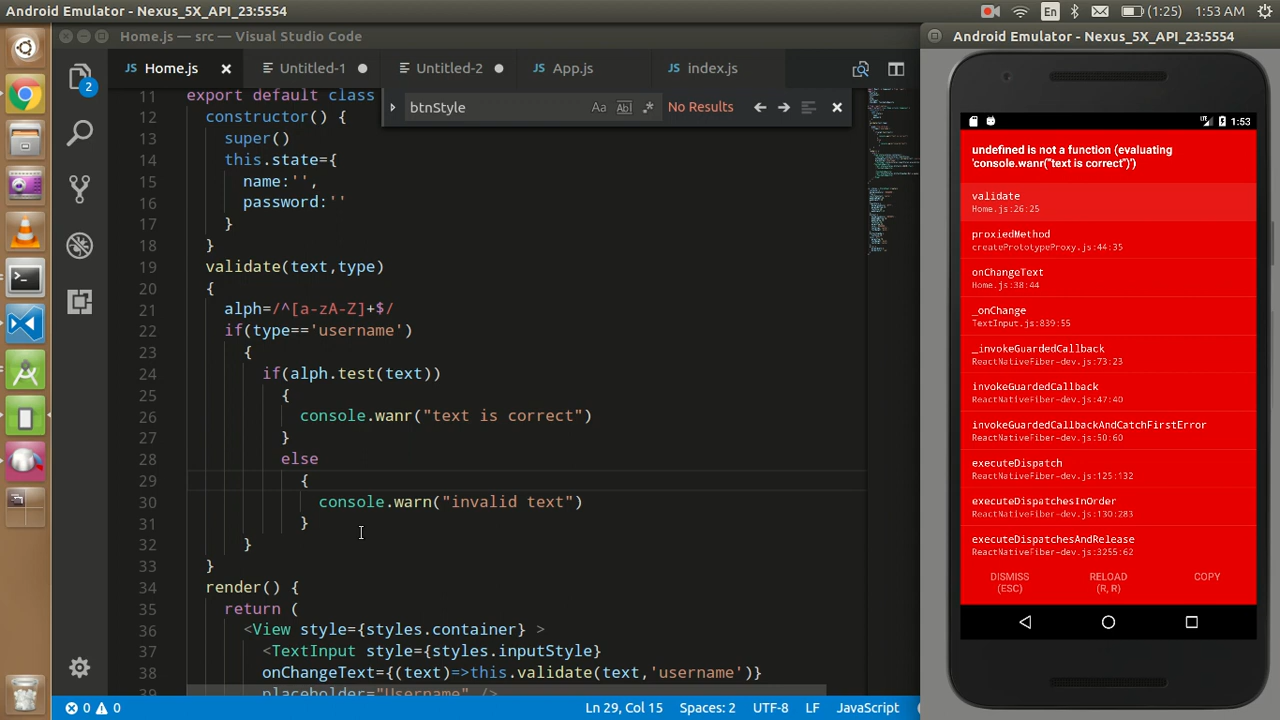 Android Emulator - Nexus_5X_API_23:5554
En
(1:25)
1:53 AM
Home.js — src — Visual Studio Code
Android Emulator - Nexus_5X_API_23:5554
JS Home.js
Untitled-1
Untitled-2
JS App.js
JS index.js
2
btnStyle
Aa
Ab|
.*
No Results
11 export default class
12 constructor() {
13 super()
14 this.state={
15 name:'',
16 password:''
17 }
18 }
19 validate(text,type)
20 {
21 alph=/^[a-zA-Z]+$/
22 if(type=='username')
23 {
24 if(alph.test(text))
25 {
26 console.wanr("text is correct")
27 }
28 else
29 {
30 console.warn("invalid text")
31 }
32 }
33 }
34 render() {
35 return (
36 <View style={styles.container} >
37 <TextInput style={styles.inputStyle}
38 onChangeText={(text)=>this.validate(text,'username')}
39 placeholder="Username" />
0 0
Ln 29, Col 15
Spaces: 2
UTF-8
LF
JavaScript
1:53
undefined is not a function (evaluating
'console.wanr("text is correct")')
validate
Home.js:26:25
proxiedMethod
createPrototypeProxy.js:44:35
onChangeText
Home.js:38:44
_onChange
TextInput.js:839:55
_invokeGuardedCallback
ReactNativeFiber-dev.js:73:23
invokeGuardedCallback
ReactNativeFiber-dev.js:47:40
invokeGuardedCallbackAndCatchFirstError
ReactNativeFiber-dev.js:50:60
executeDispatch
ReactNativeFiber-dev.js:125:132
executeDispatchesInOrder
ReactNativeFiber-dev.js:130:283
executeDispatchesAndRelease
ReactNativeFiber-dev.js:3255:62
DISMISS
(ESC)
RELOAD
(R, R)
COPY